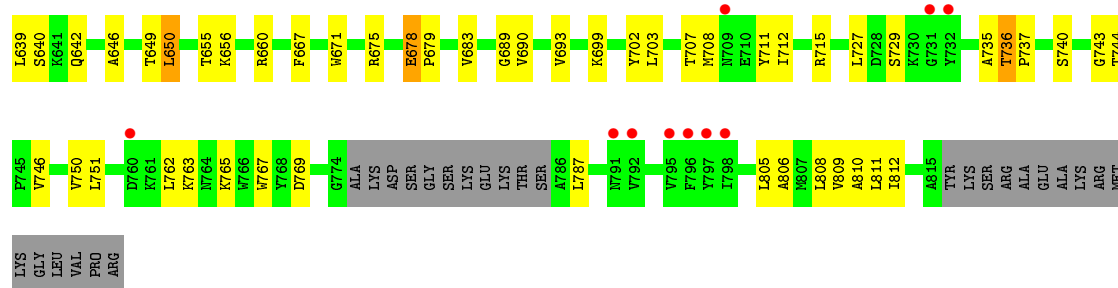 L639 S640 K641 Q642 A646 T649 L650 T655 K656 R660 F667 W671 R675 E678 P679 V683 G689 V690 V693 K699 Y702 L703 T707 M708 N709 E710 Y711 I712 R715 L727 D728 S729 K730 G731 Y732 A735 T736 P737 S740 G743 T744
P745 V746 V750 L751 D760 K761 L762 K763 N764 K765 W766 W767 Y768 D769 G774 ALA LYS ASP SER GLY SER LYS GLU LYS THR SER A786 L787 N791 V792 V795 F796 Y797 I798 L805 A806 M807 L808 V809 A810 L811 I812 A815 TYR LYS SER ARG ALA GLU ALA LYS ARG MET
LYS GLY LEU VAL PRO ARG